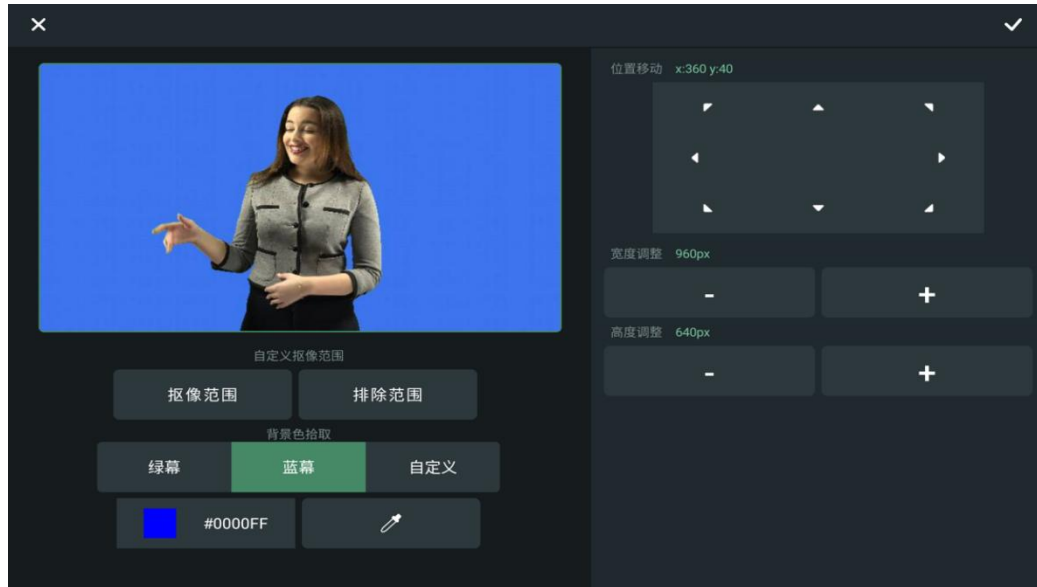 位置移动 x:360 y:40
宽度调整 960px
- +
高度调整 640px
- +
自定义抠像范围
抠像范围 排除范围
背景色拾取
绿幕 蓝幕 自定义
#0000FF